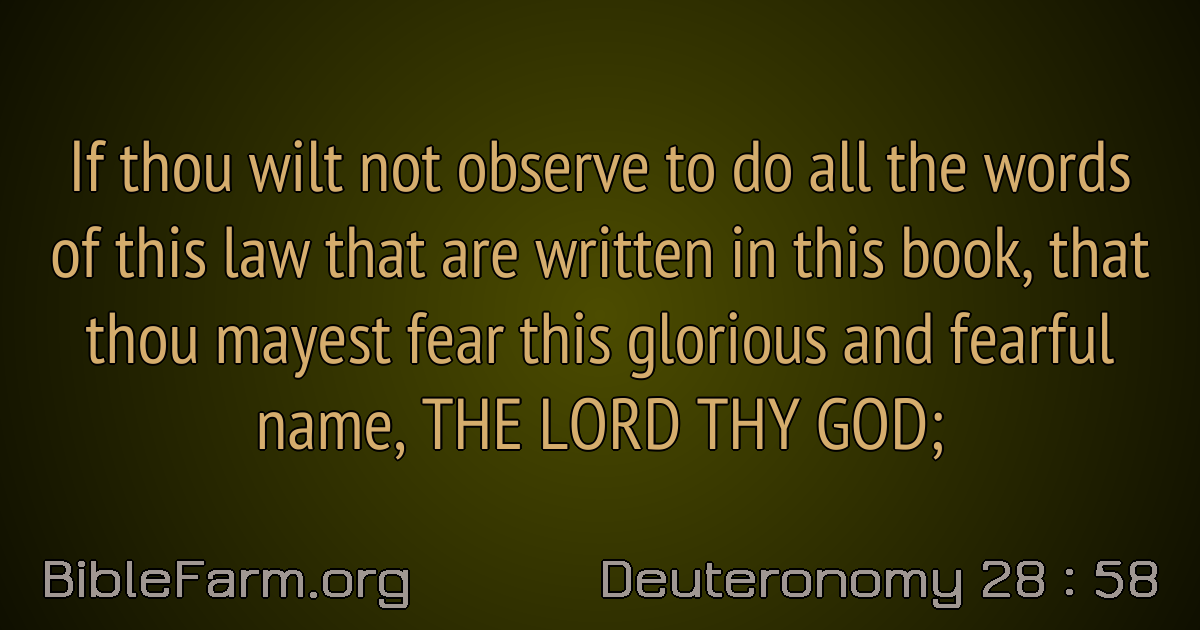 If thou wilt not observe to do all the words
of this law that are written in this book, that
thou mayest fear this glorious and fearful
name, THE LORD THY GOD;
BibleFarm.org
Deuteronomy 28 : 58